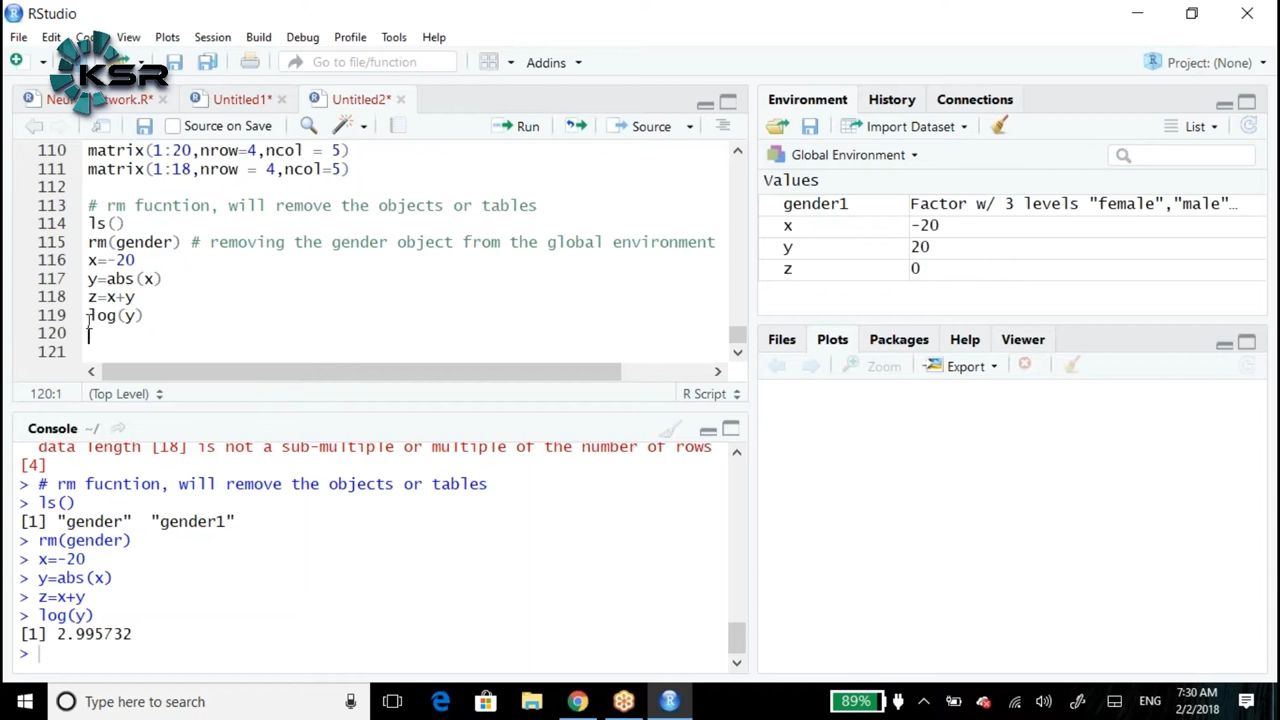 RStudio
File Edit Code View Plots Session Build Debug Profile Tools Help
KSR
Go to file/function Addins Project: (None)
Untitled1* Untitled2*
Source on Save Run Source
110 matrix(1:20,nrow=4,ncol = 5)
111 matrix(1:18,nrow = 4,ncol=5)
112
113 # rm fucntion, will remove the objects or tables
114 ls()
115 rm(gender) # removing the gender object from the global environment
116 x=-20
117 y=abs(x)
118 z=x+y
119 log(y)
120
121
120:1 (Top Level) R Script
Console ~/
data length [18] is not a sub-multiple or multiple of the number of rows
[4]
> # rm fucntion, will remove the objects or tables
> ls()
[1] "gender" "gender1"
> rm(gender)
> x=-20
> y=abs(x)
> z=x+y
> log(y)
[1] 2.995732
>
Environment History Connections
Import Dataset List
Global Environment
Values
gender1 Factor w/ 3 levels "female","male"…
x -20
y 20
z 0
Files Plots Packages Help Viewer
Zoom Export
Type here to search
89% ENG 7:30 AM
2/2/2018